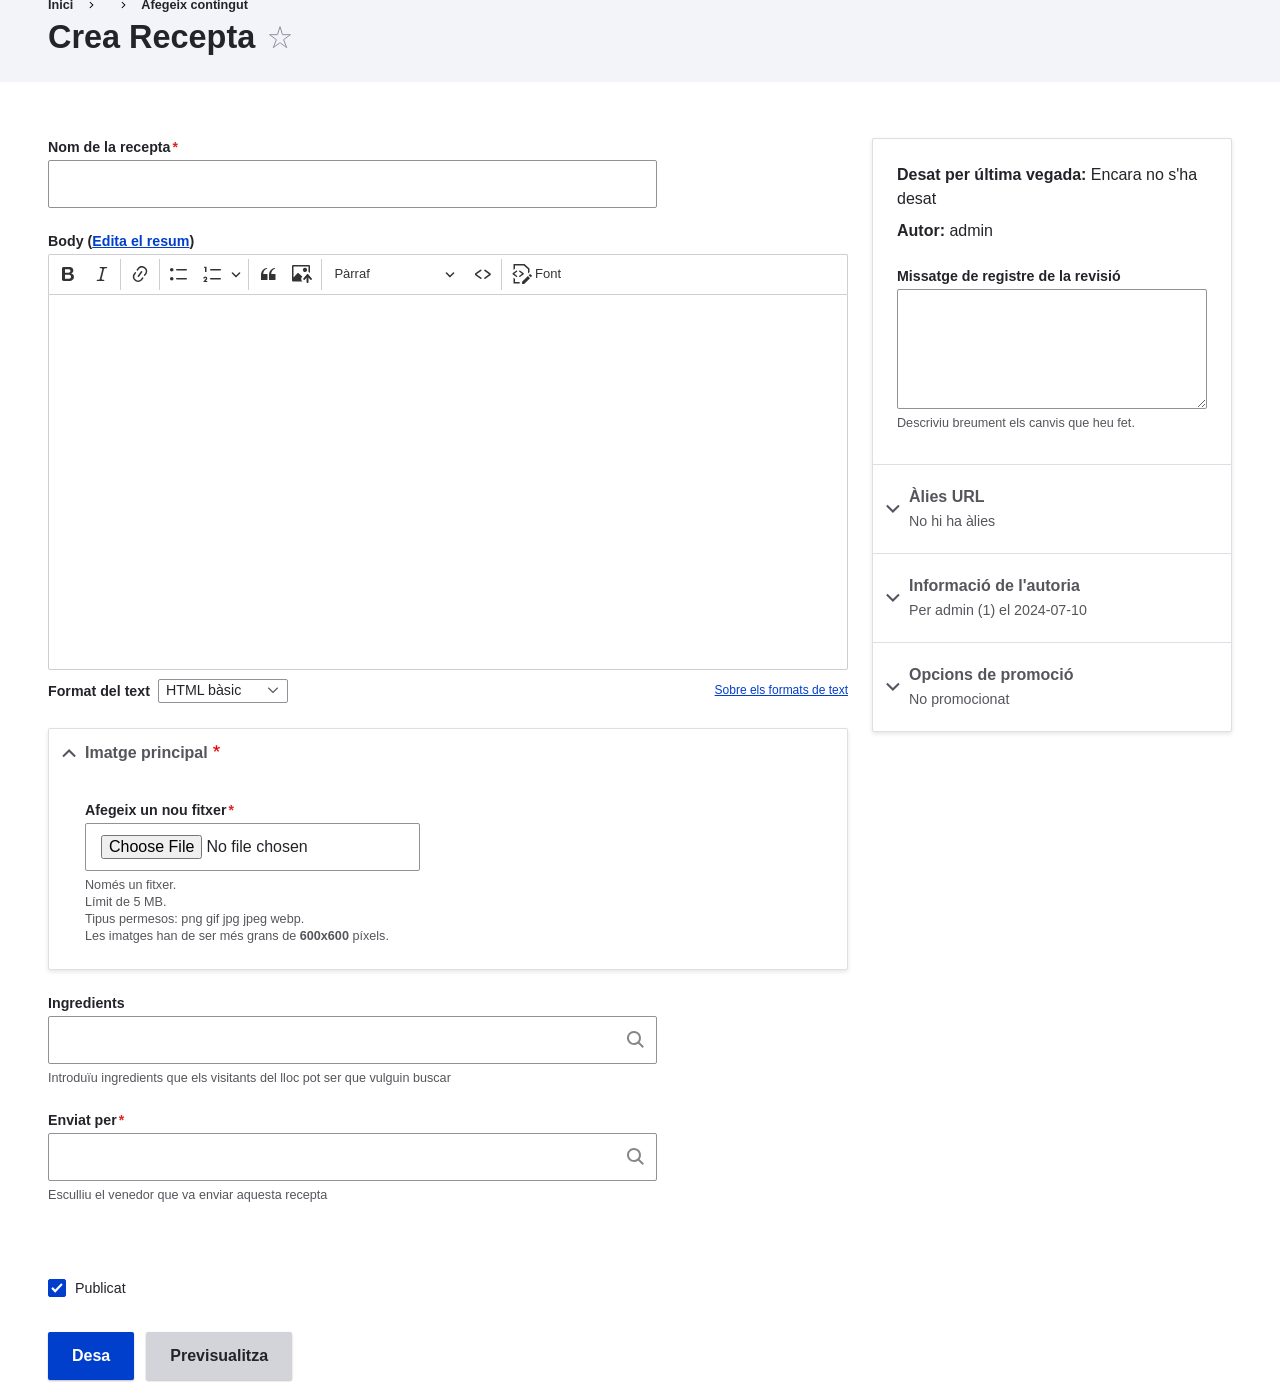 Inici
Afegeix contingut
Crea Recepta
Nom de la recepta*
Body (Edita el resum)
Pàrraf
Font
Format del text
HTML bàsic
Sobre els formats de text
Imatge principal *
Afegeix un nou fitxer*
Choose File No file chosen
Només un fitxer.
Límit de 5 MB.
Tipus permesos: png gif jpg jpeg webp.
Les imatges han de ser més grans de 600x600 píxels.
Ingredients
Introduïu ingredients que els visitants del lloc pot ser que vulguin buscar
Enviat per*
Esculliu el venedor que va enviar aquesta recepta
Publicat
Desa
Previsualitza
Desat per última vegada: Encara no s'ha
desat
Autor: admin
Missatge de registre de la revisió
Descriviu breument els canvis que heu fet.
Àlies URL
No hi ha àlies
Informació de l'autoria
Per admin (1) el 2024-07-10
Opcions de promoció
No promocionat